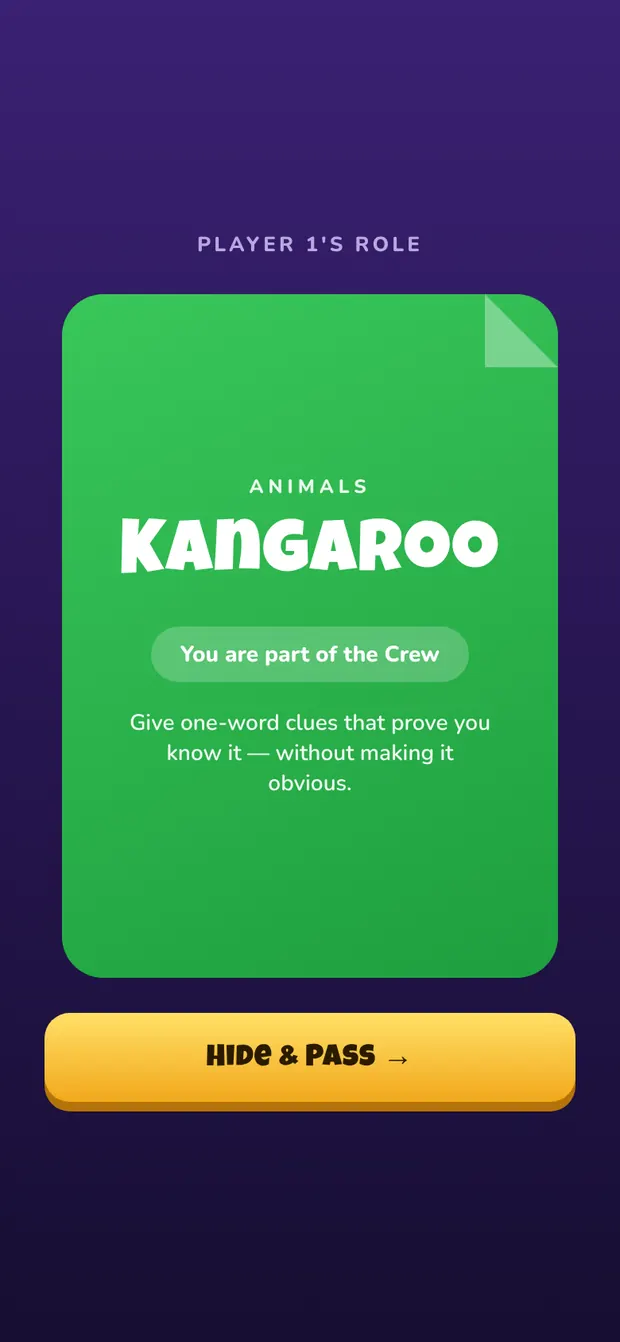 PLAYER 1'S ROLE
ANIMALS
KANGAROO
You are part of the Crew
Give one-word clues that prove you
know it — without making it
obvious.
HIDE & PASS →